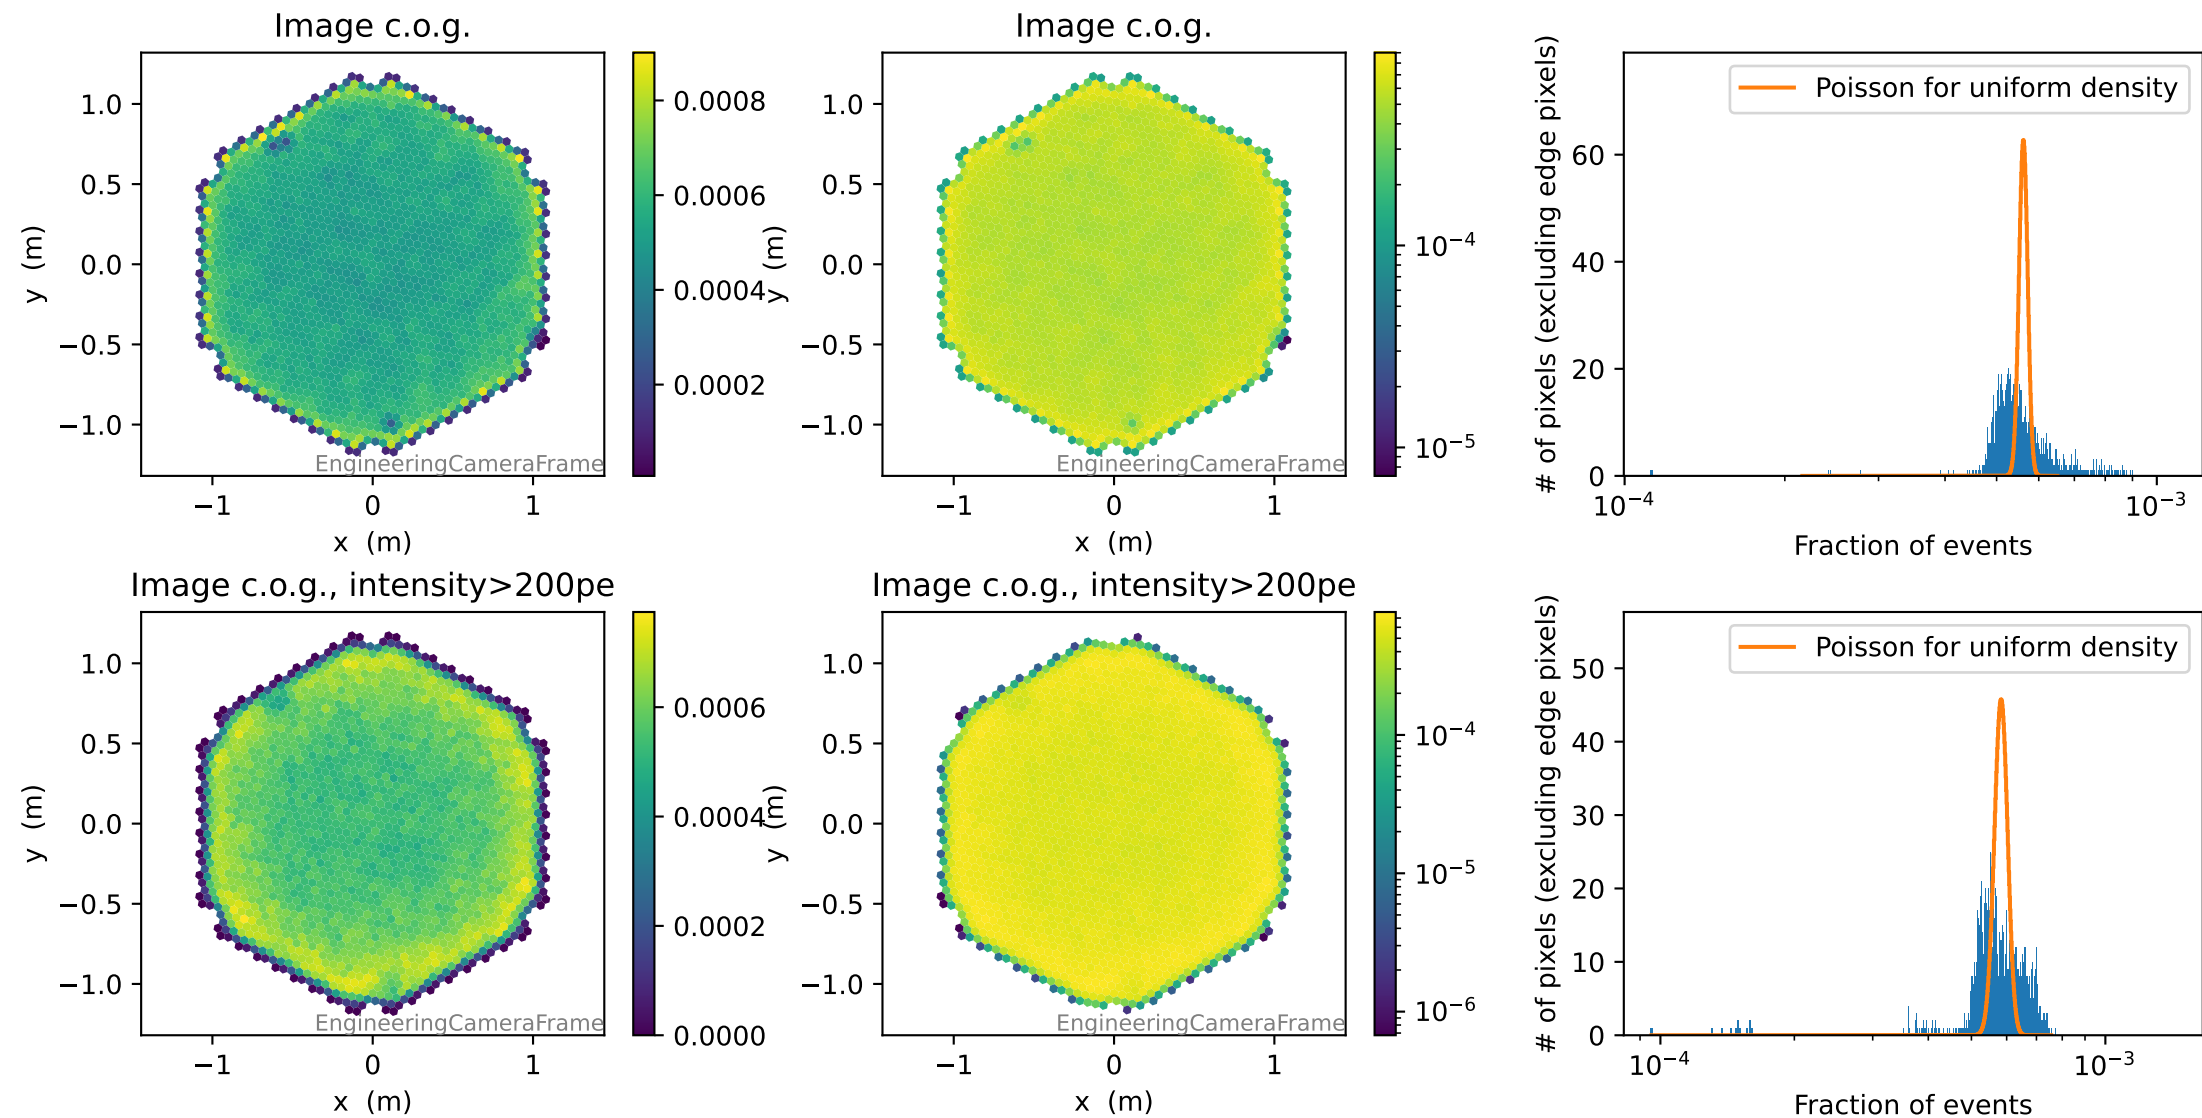 Image c.o.g.
y (m)
1.0
0.5
0.0
−0.5
−1.0
−1
0
1
x (m)
EngineeringCameraFrame
0.0008
0.0006
0.0004
0.0002
Image c.o.g.
y (m)
1.0
0.5
0.0
−0.5
−1.0
−1
0
1
x (m)
EngineeringCameraFrame
10⁻⁴
10⁻⁵
# of pixels (excluding edge pixels)
Poisson for uniform density
60
40
20
0
10⁻⁴
10⁻³
Fraction of events
Image c.o.g., intensity>200pe
y (m)
1.0
0.5
0.0
−0.5
−1.0
−1
0
1
x (m)
EngineeringCameraFrame
0.0006
0.0004
0.0002
0.0000
Image c.o.g., intensity>200pe
y (m)
1.0
0.5
0.0
−0.5
−1.0
−1
0
1
x (m)
EngineeringCameraFrame
10⁻⁴
10⁻⁵
10⁻⁶
# of pixels (excluding edge pixels)
Poisson for uniform density
50
40
30
20
10
0
10⁻⁴
10⁻³
Fraction of events